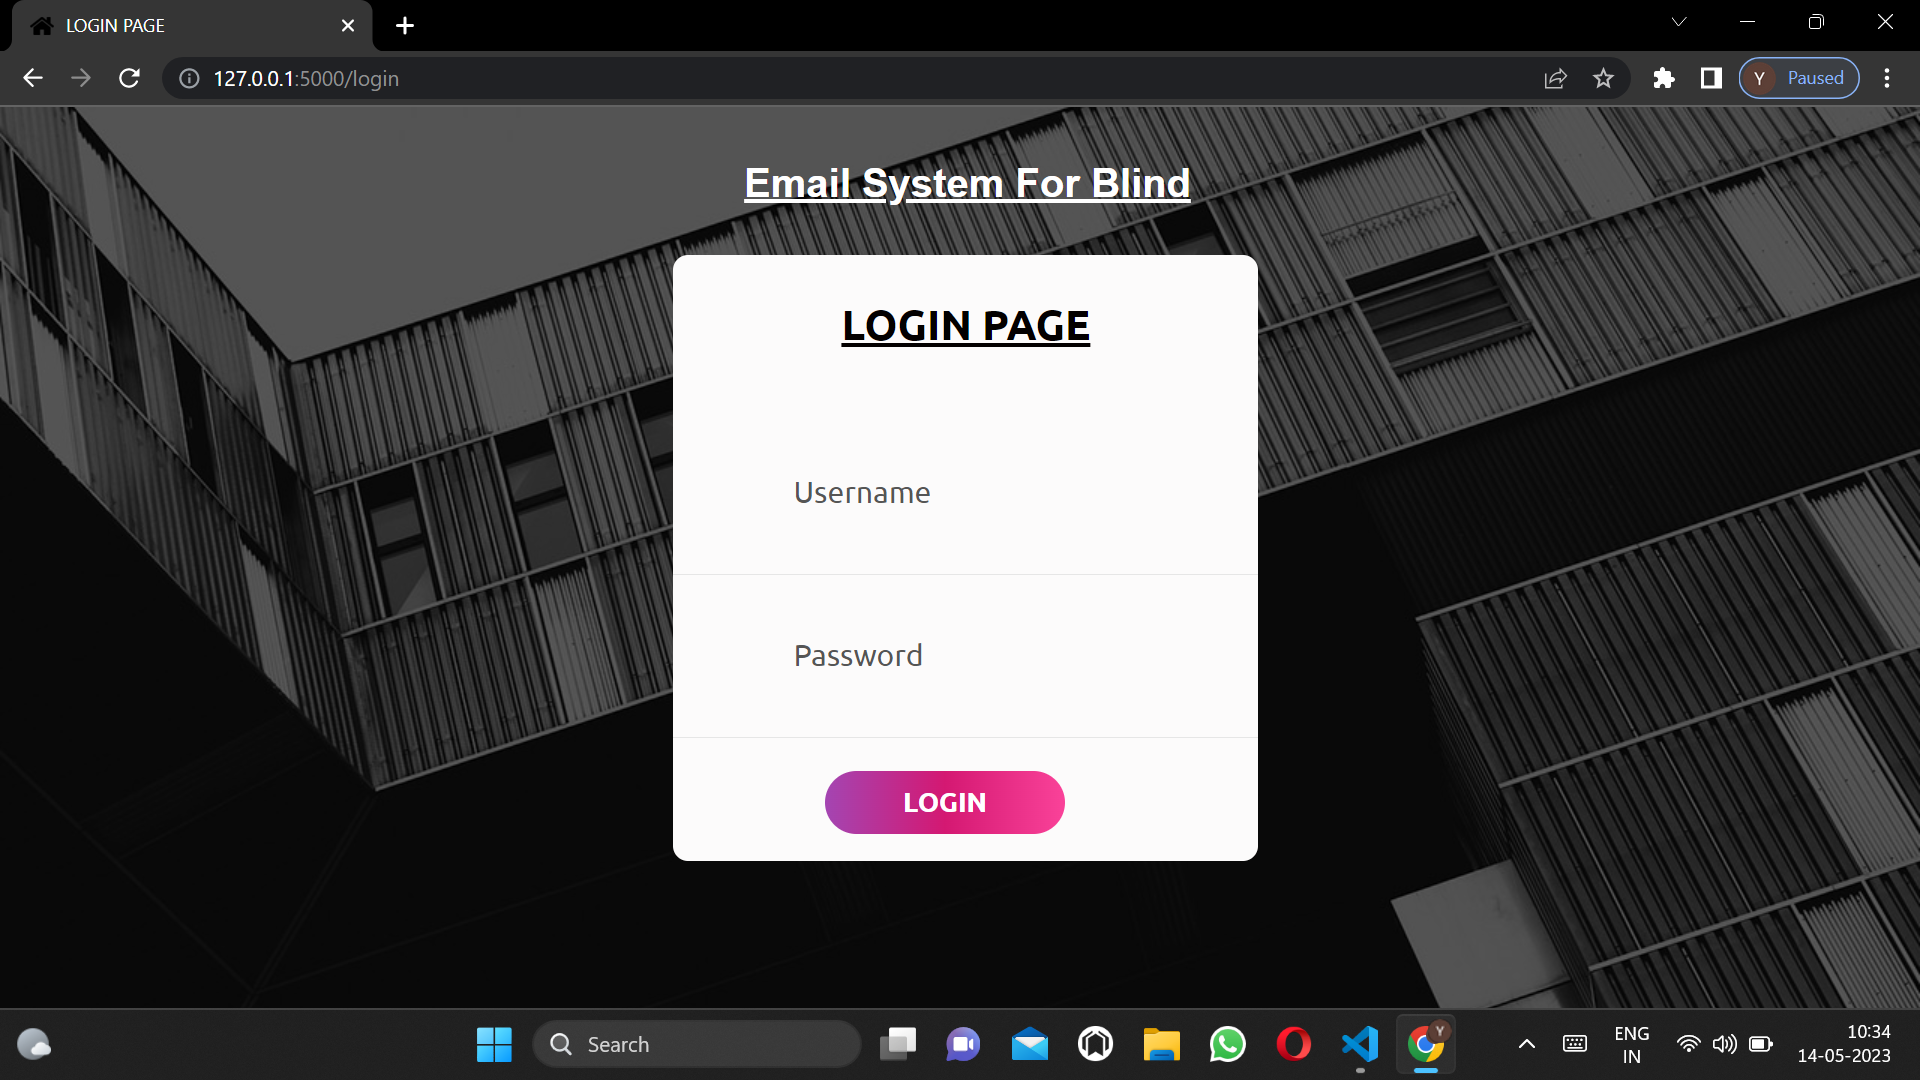 LOGIN PAGE
127.0.0.1:5000/login
Y Paused
Email System For Blind
LOGIN PAGE
Username
Password
LOGIN
Search
Y
ENG
IN
10:34
14-05-2023